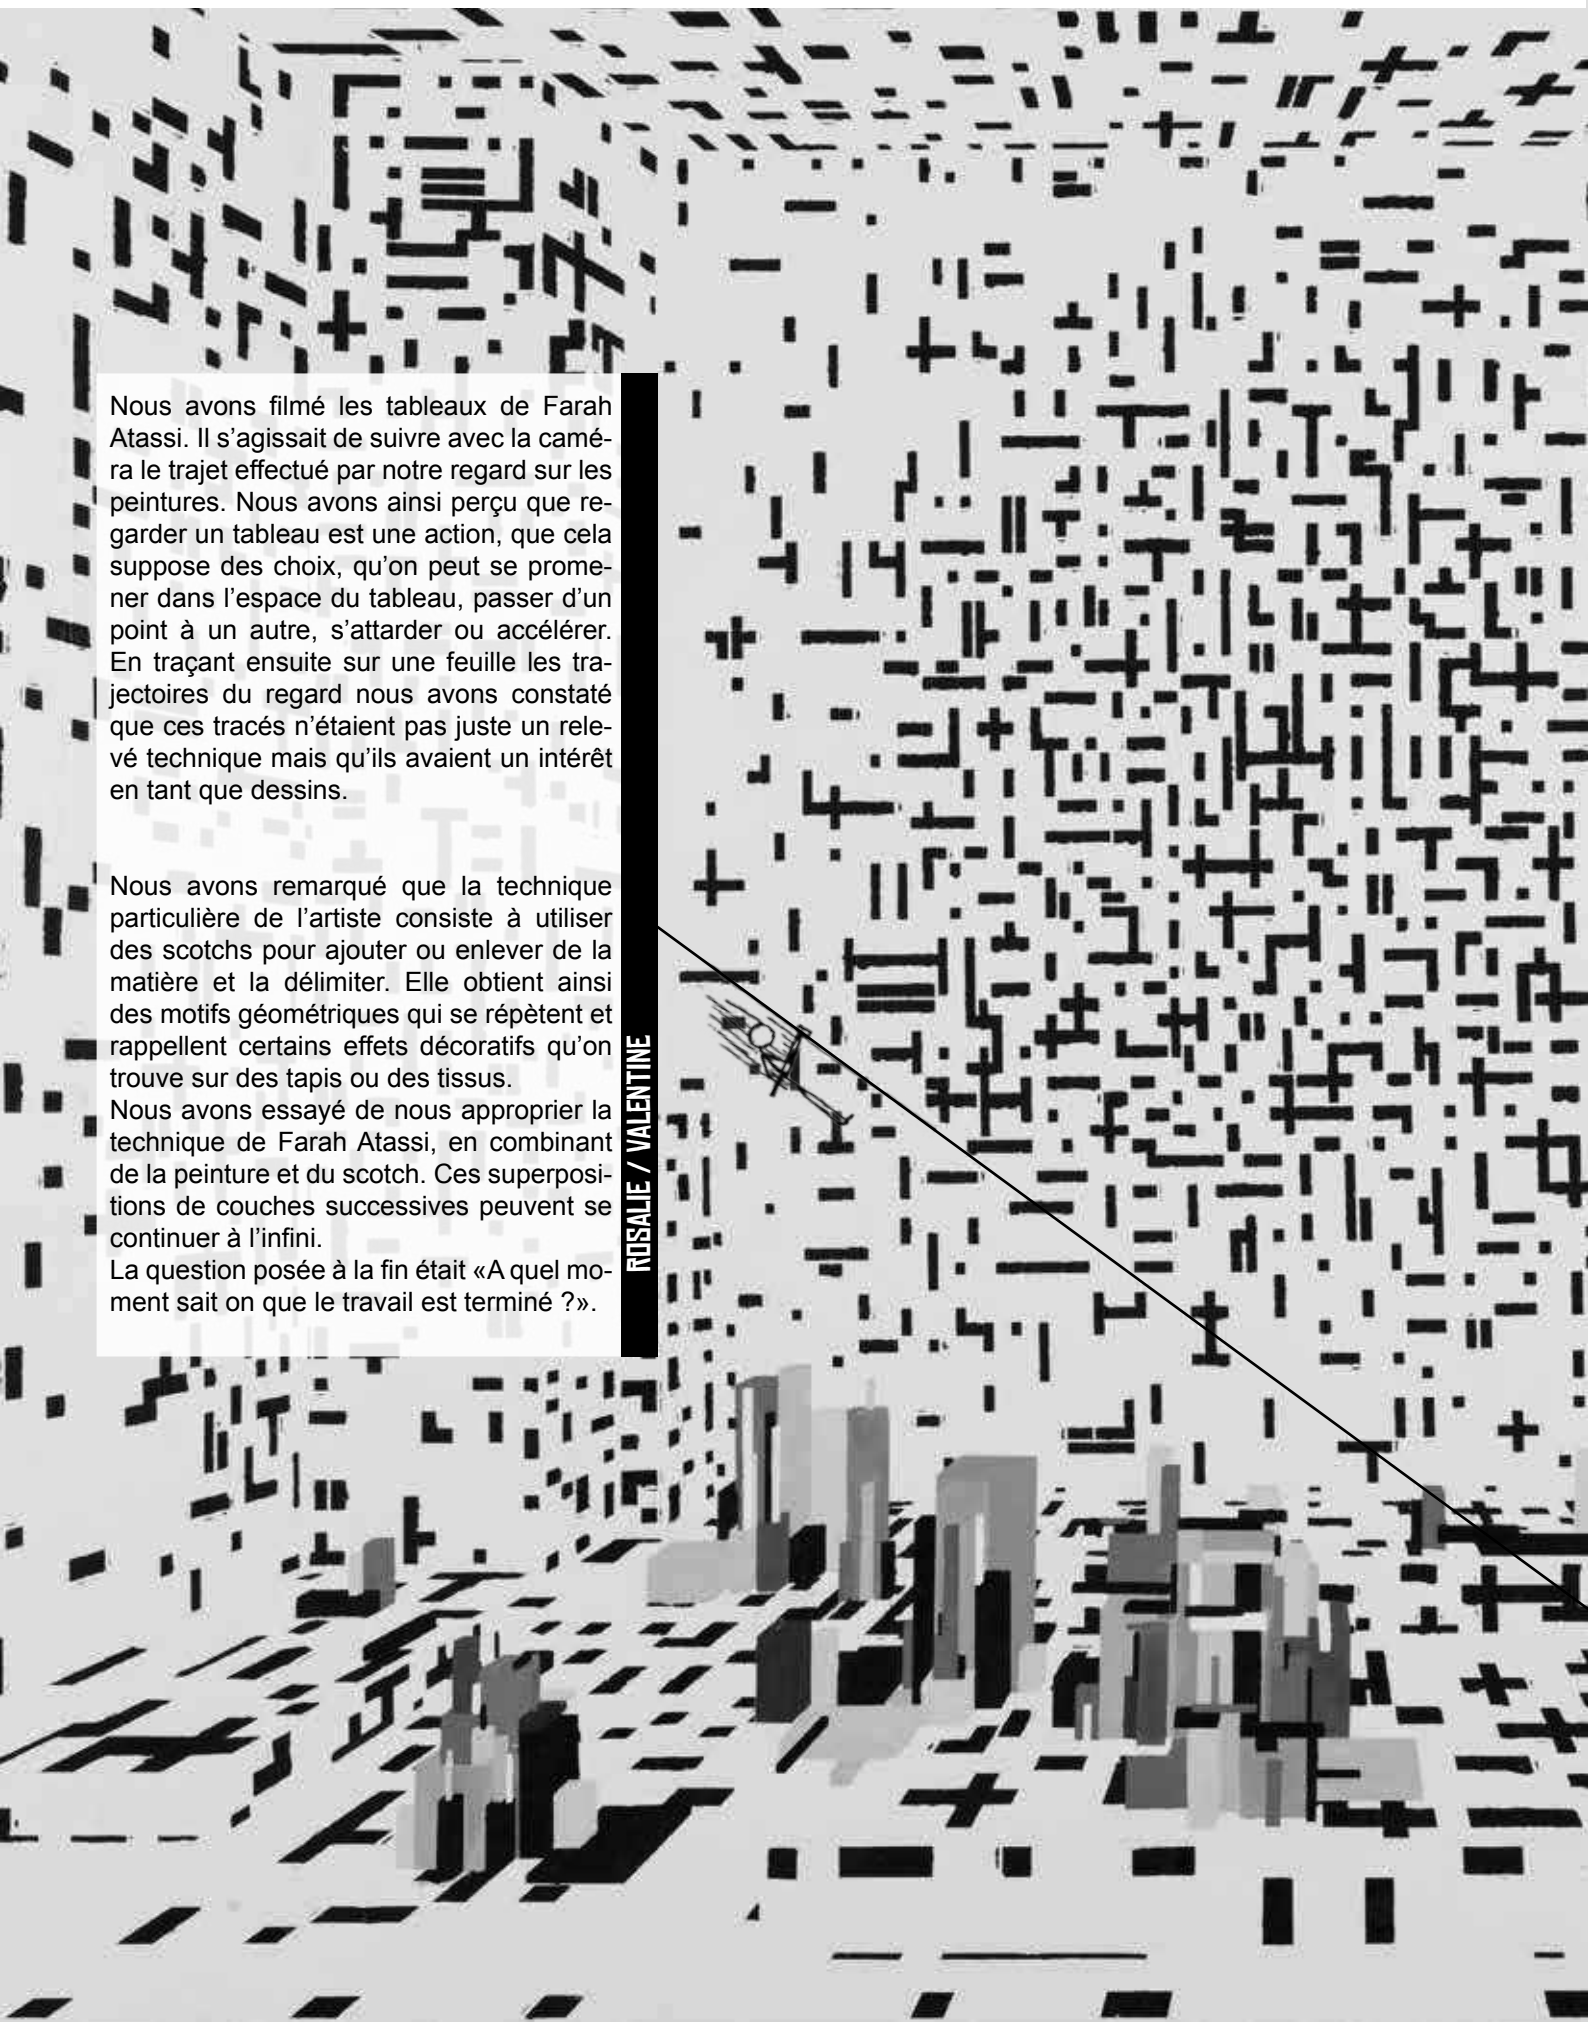 Nous avons filmé les tableaux de Farah
Atassi. Il s’agissait de suivre avec la camé-
ra le trajet effectué par notre regard sur les
peintures. Nous avons ainsi perçu que re-
garder un tableau est une action, que cela
suppose des choix, qu’on peut se prome-
ner dans l’espace du tableau, passer d’un
point à un autre, s’attarder ou accélérer.
En traçant ensuite sur une feuille les tra-
jectoires du regard nous avons constaté
que ces tracés n’étaient pas juste un rele-
vé technique mais qu’ils avaient un intérêt
en tant que dessins.
Nous avons remarqué que la technique
particulière de l’artiste consiste à utiliser
des scotchs pour ajouter ou enlever de la
matière et la délimiter. Elle obtient ainsi
des motifs géométriques qui se répètent et
rappellent certains effets décoratifs qu’on
trouve sur des tapis ou des tissus.
Nous avons essayé de nous approprier la
technique de Farah Atassi, en combinant
de la peinture et du scotch. Ces superposi-
tions de couches successives peuvent se
continuer à l’infini.
La question posée à la fin était «A quel mo-
ment sait on que le travail est terminé ?».
ROSALIE / VALENTINE